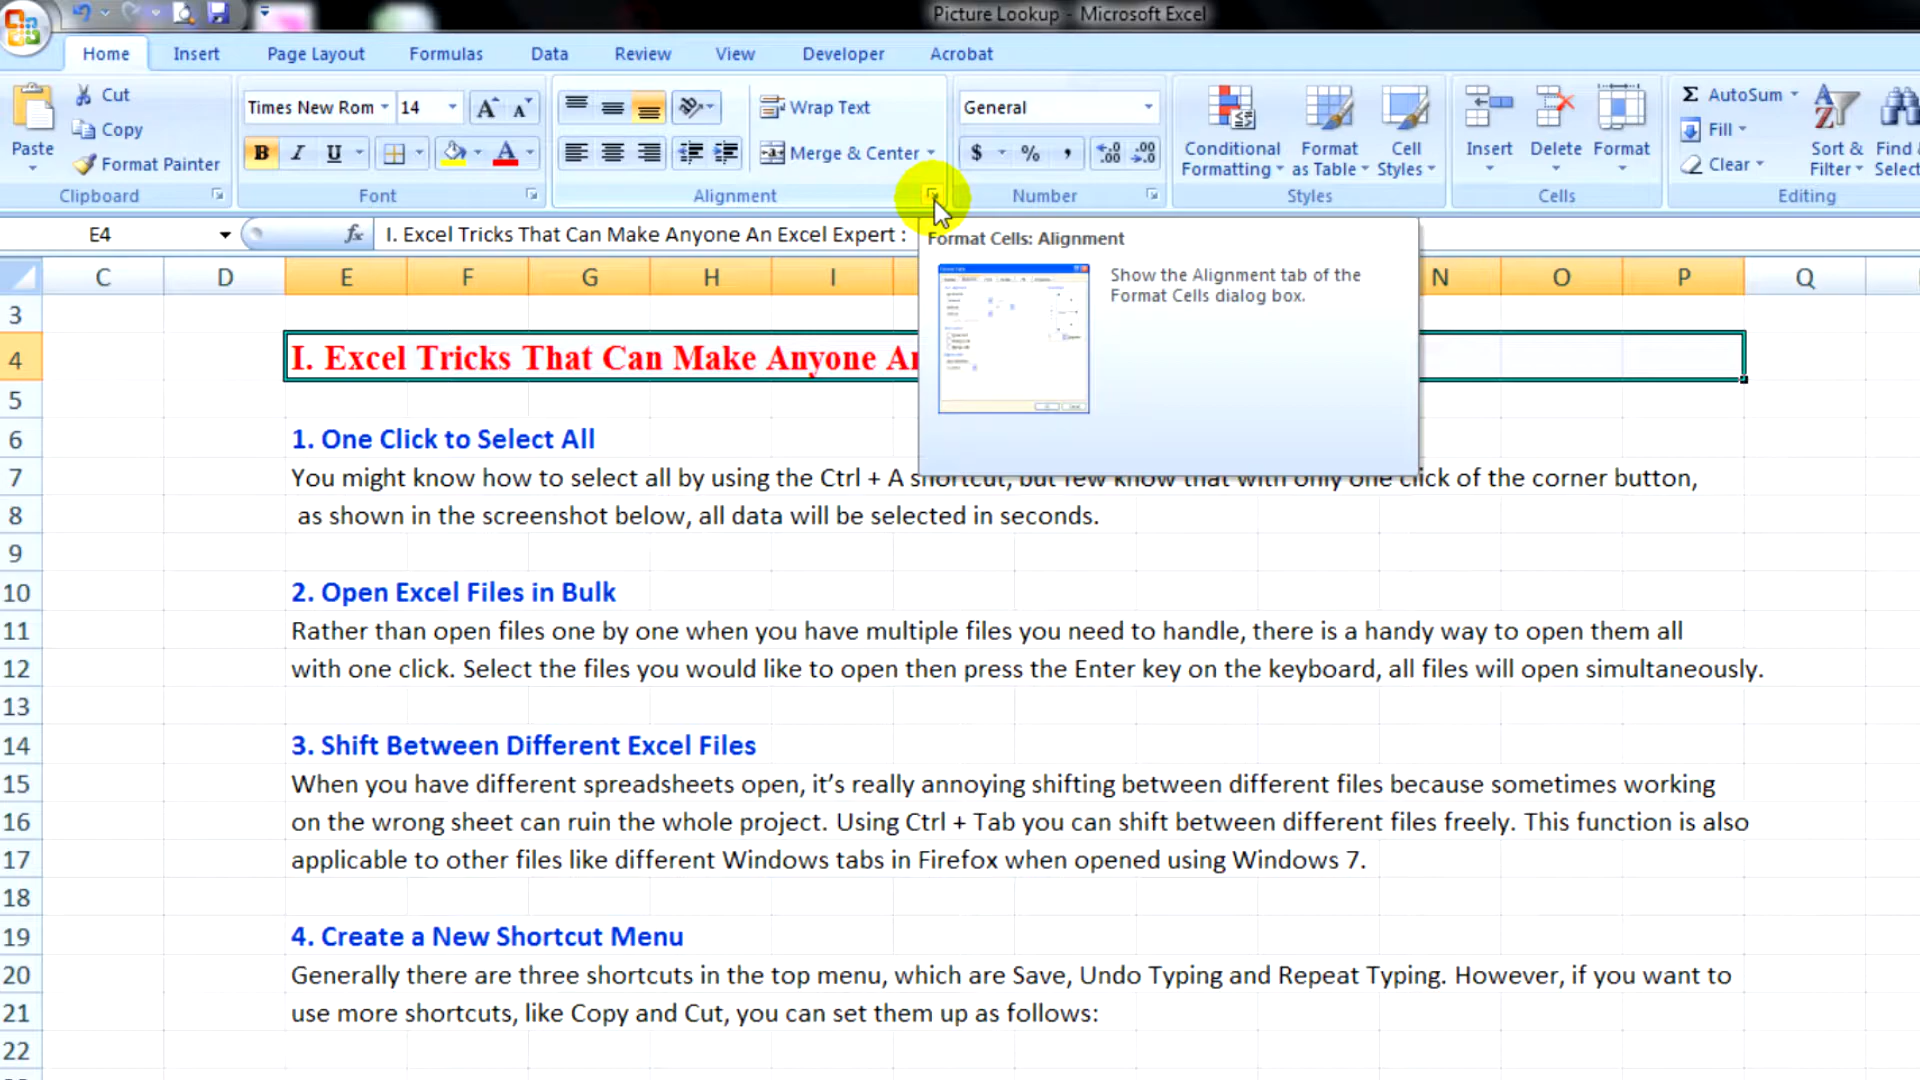 Picture Lookup - Microsoft Excel
Home Insert Page Layout Formulas Data Review View Developer Acrobat
Paste
Cut
Copy
Format Painter
Clipboard
Times New Rom 14
B I U
Font
Wrap Text
Merge & Center
Alignment
General
$ % ,
Number
Conditional Formatting
Format as Table
Cell Styles
Styles
Insert
Delete
Format
Cells
Σ AutoSum
Fill
Clear
Sort & Filter
Find
Select
Editing
E4 fx I. Excel Tricks That Can Make Anyone An Excel Expert :
Format Cells: Alignment
Show the Alignment tab of the
Format Cells dialog box.
C D E F G H I N O P Q
3
4 I. Excel Tricks That Can Make Anyone
5
6 1. One Click to Select All
7 You might know how to select all by using the Ctrl + A shortcut, but few know that with only one click of the corner button,
8 as shown in the screenshot below, all data will be selected in seconds.
9
10 2. Open Excel Files in Bulk
11 Rather than open files one by one when you have multiple files you need to handle, there is a handy way to open them all
12 with one click. Select the files you would like to open then press the Enter key on the keyboard, all files will open simultaneously.
13
14 3. Shift Between Different Excel Files
15 When you have different spreadsheets open, it’s really annoying shifting between different files because sometimes working
16 on the wrong sheet can ruin the whole project. Using Ctrl + Tab you can shift between different files freely. This function is also
17 applicable to other files like different Windows tabs in Firefox when opened using Windows 7.
18
19 4. Create a New Shortcut Menu
20 Generally there are three shortcuts in the top menu, which are Save, Undo Typing and Repeat Typing. However, if you want to
21 use more shortcuts, like Copy and Cut, you can set them up as follows:
22